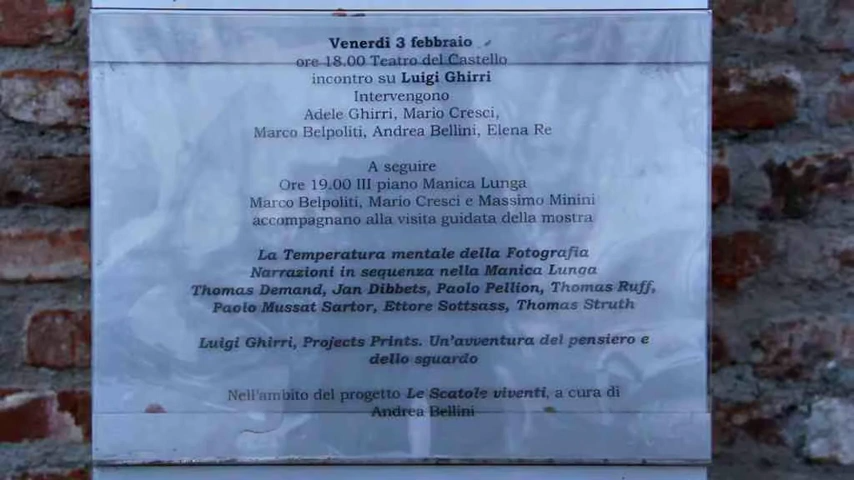 Venerdi 3 febbraio
ore 18.00 Teatro del Castello
incontro su Luigi Ghirri
Intervengono
Adele Ghirri, Mario Cresci,
Marco Belpoliti, Andrea Bellini, Elena Re
A seguire
Ore 19.00 III piano Manica Lunga
Marco Belpoliti, Mario Cresci e Massimo Minini
accompagnano alla visita guidata della mostra
La Temperatura mentale della Fotografia
Narrazioni in sequenza nella Manica Lunga
Thomas Demand, Jan Dibbets, Paolo Pellion, Thomas Ruff,
Paolo Mussat Sartor, Ettore Sottsass, Thomas Struth
Luigi Ghirri, Projects Prints. Un'avventura del pensiero e
dello sguardo
Nell'ambito del progetto Le Scatole viventi, a cura di
Andrea Bellini